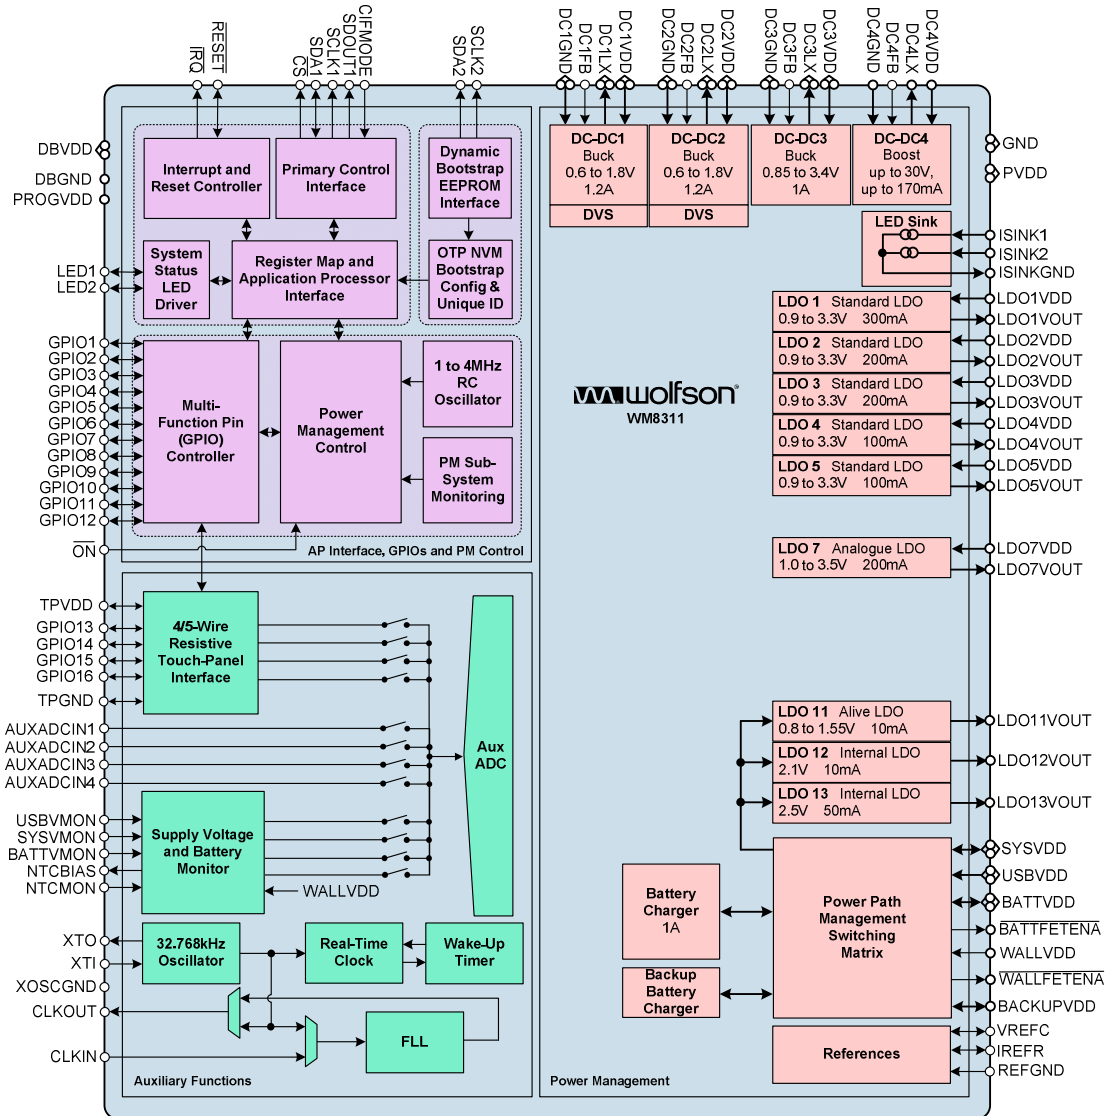 RESET
IRQ
CS
SDA1
SCLK1
SDOUT1
CIFMODE
SDA2
SCLK2
DC1GND
DC1FB
DC1LX
DC1VDD
DC2GND
DC2FB
DC2LX
DC2VDD
DC3GND
DC3FB
DC3LX
DC3VDD
DC4GND
DC4FB
DC4LX
DC4VDD
DBVDD
DBGND
PROGVDD
LED1
LED2
GPIO1
GPIO2
GPIO3
GPIO4
GPIO5
GPIO6
GPIO7
GPIO8
GPIO9
GPIO10
GPIO11
GPIO12
ON
Interrupt and
Reset Controller
Primary Control
Interface
Dynamic
Bootstrap
EEPROM
Interface
System
Status
LED
Driver
Register Map and
Application Processor
Interface
OTP NVM
Bootstrap
Config &
Unique ID
Multi-
Function Pin
(GPIO)
Controller
Power
Management
Control
1 to 4MHz
RC
Oscillator
PM Sub-
System
Monitoring
AP Interface, GPIOs and PM Control
TPVDD
GPIO13
GPIO14
GPIO15
GPIO16
TPGND
AUXADCIN1
AUXADCIN2
AUXADCIN3
AUXADCIN4
USBVMON
SYSVMON
BATTVMON
NTCBIAS
NTCMON
XTO
XTI
XOSCGND
CLKOUT
CLKIN
4/5-Wire
Resistive
Touch-Panel
Interface
Aux
ADC
Supply Voltage
and Battery
Monitor
WALLVDD
32.768kHz
Oscillator
Real-Time
Clock
Wake-Up
Timer
FLL
Auxiliary Functions
DC-DC1
Buck
0.6 to 1.8V
1.2A
DVS
DC-DC2
Buck
0.6 to 1.8V
1.2A
DVS
DC-DC3
Buck
0.85 to 3.4V
1A
DC-DC4
Boost
up to 30V,
up to 170mA
LED Sink
wolfson®
WM8311
LDO 1 Standard LDO
0.9 to 3.3V 300mA
LDO 2 Standard LDO
0.9 to 3.3V 200mA
LDO 3 Standard LDO
0.9 to 3.3V 200mA
LDO 4 Standard LDO
0.9 to 3.3V 100mA
LDO 5 Standard LDO
0.9 to 3.3V 100mA
LDO 7 Analogue LDO
1.0 to 3.5V 200mA
LDO 11 Alive LDO
0.8 to 1.55V 10mA
LDO 12 Internal LDO
2.1V 10mA
LDO 13 Internal LDO
2.5V 50mA
Battery
Charger
1A
Backup
Battery
Charger
Power Path
Management
Switching
Matrix
References
Power Management
GND
PVDD
ISINK1
ISINK2
ISINKGND
LDO1VDD
LDO1VOUT
LDO2VDD
LDO2VOUT
LDO3VDD
LDO3VOUT
LDO4VDD
LDO4VOUT
LDO5VDD
LDO5VOUT
LDO7VDD
LDO7VOUT
LDO11VOUT
LDO12VOUT
LDO13VOUT
SYSVDD
USBVDD
BATTVDD
BATTFETENA
WALLVDD
WALLFETENA
BACKUPVDD
VREFC
IREFR
REFGND